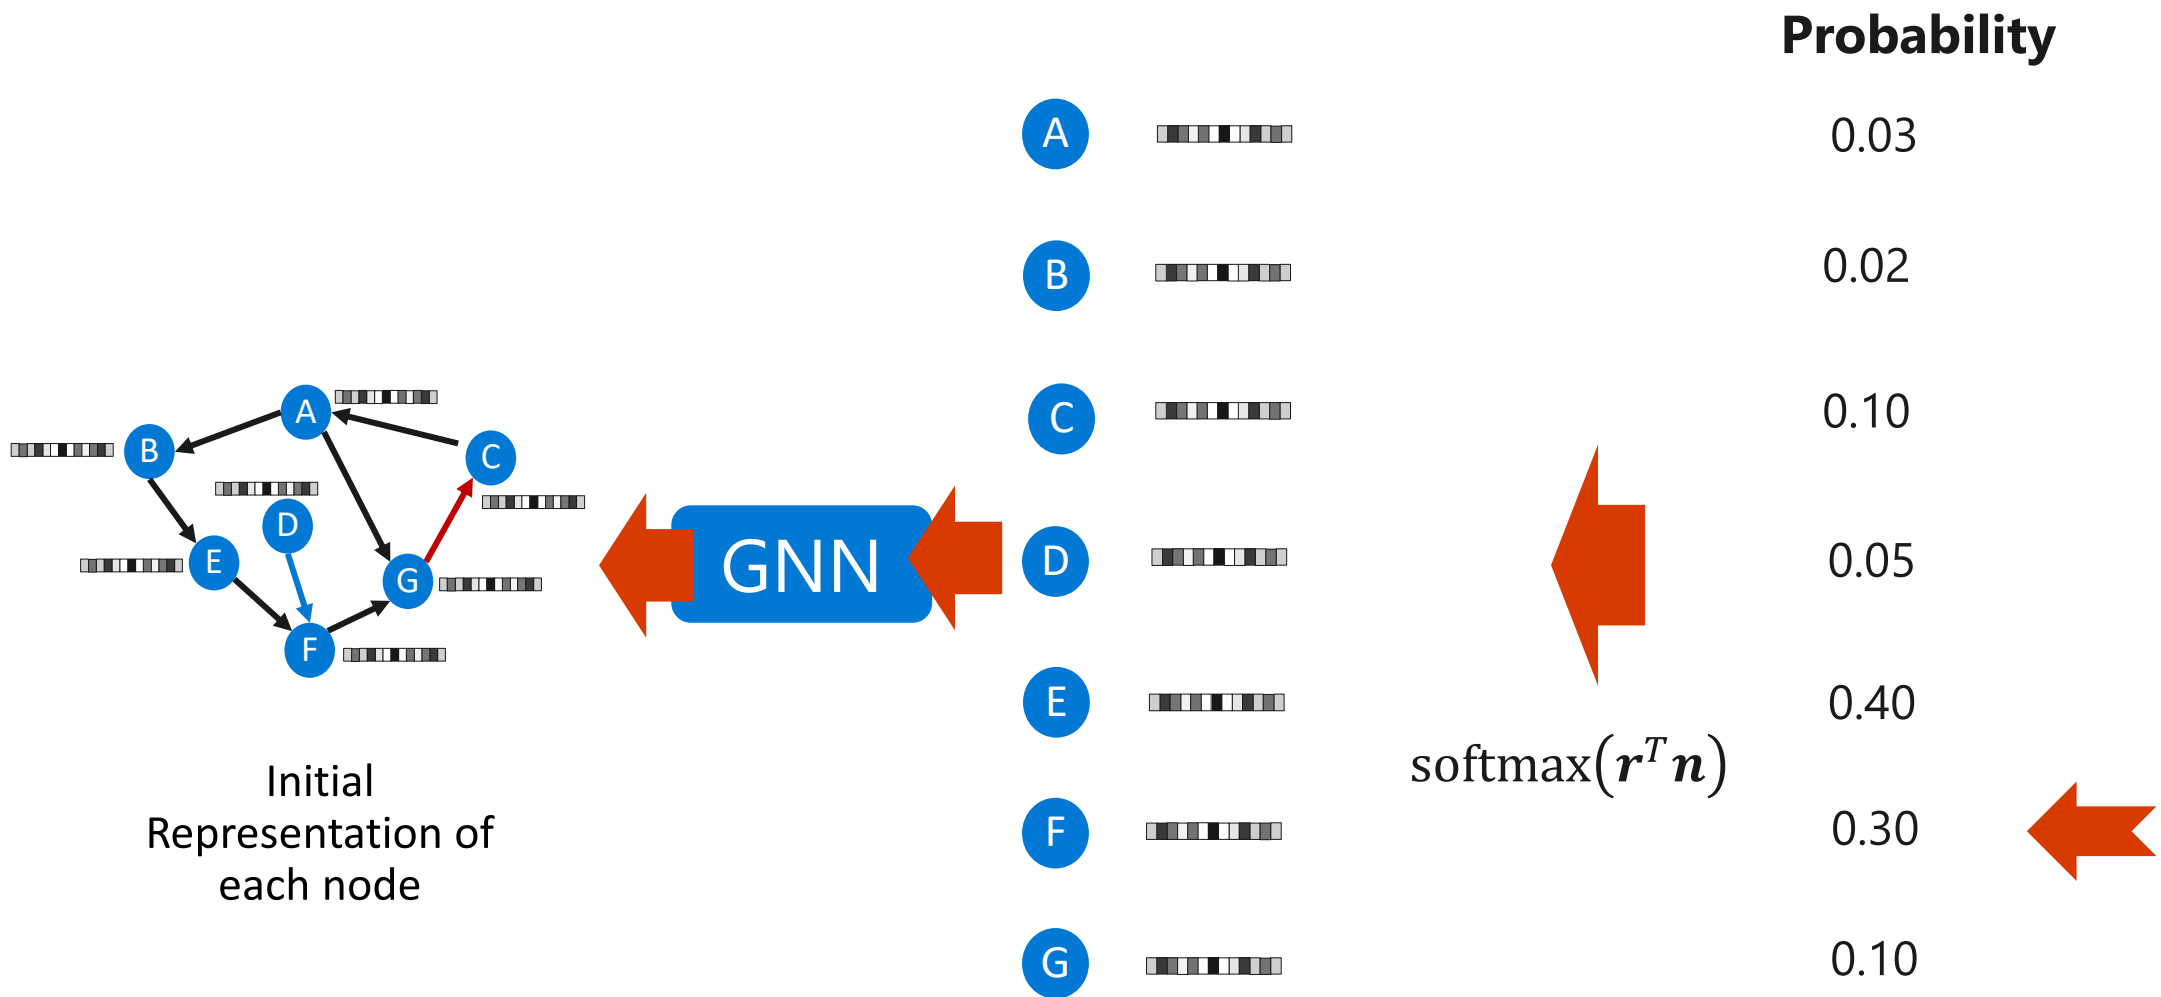 Probability
A
0.03
B
0.02
C
0.10
D
0.05
E
0.40
F
0.30
G
0.10
softmax(𝒓ᵀ𝒏)
GNN
A
B
C
D
E
G
F
Initial
Representation of
each node